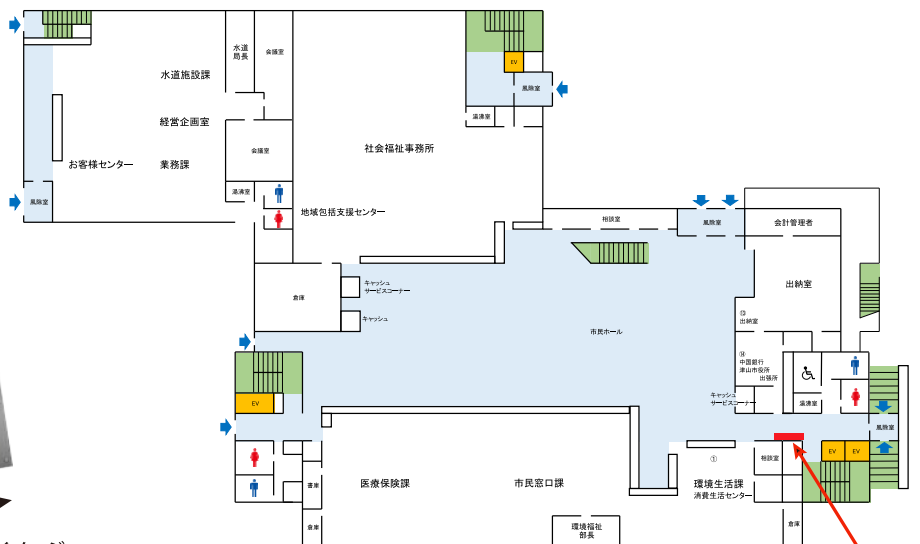 水道
局長
会議室
水道施設課
経営企画室
お客様センター
業務課
会議室
湯沸室
風除室
EV
風除室
湯沸室
社会福祉事務所
地域包括支援センター
相談室
風除室
会計管理者
出納室
倉庫
キャッシュ
サービスコーナー
キャッシュ
市民ホール
⑬
出納室
⑭
中国銀行
津山市役所
出張所
キャッシュ
サービスコーナー
湯沸室
風除室
EV
EV
EV
①
相談室
環境生活課
消費生活センター
書庫
医療保険課
市民窓口課
倉庫
環境福祉
部長
倉庫